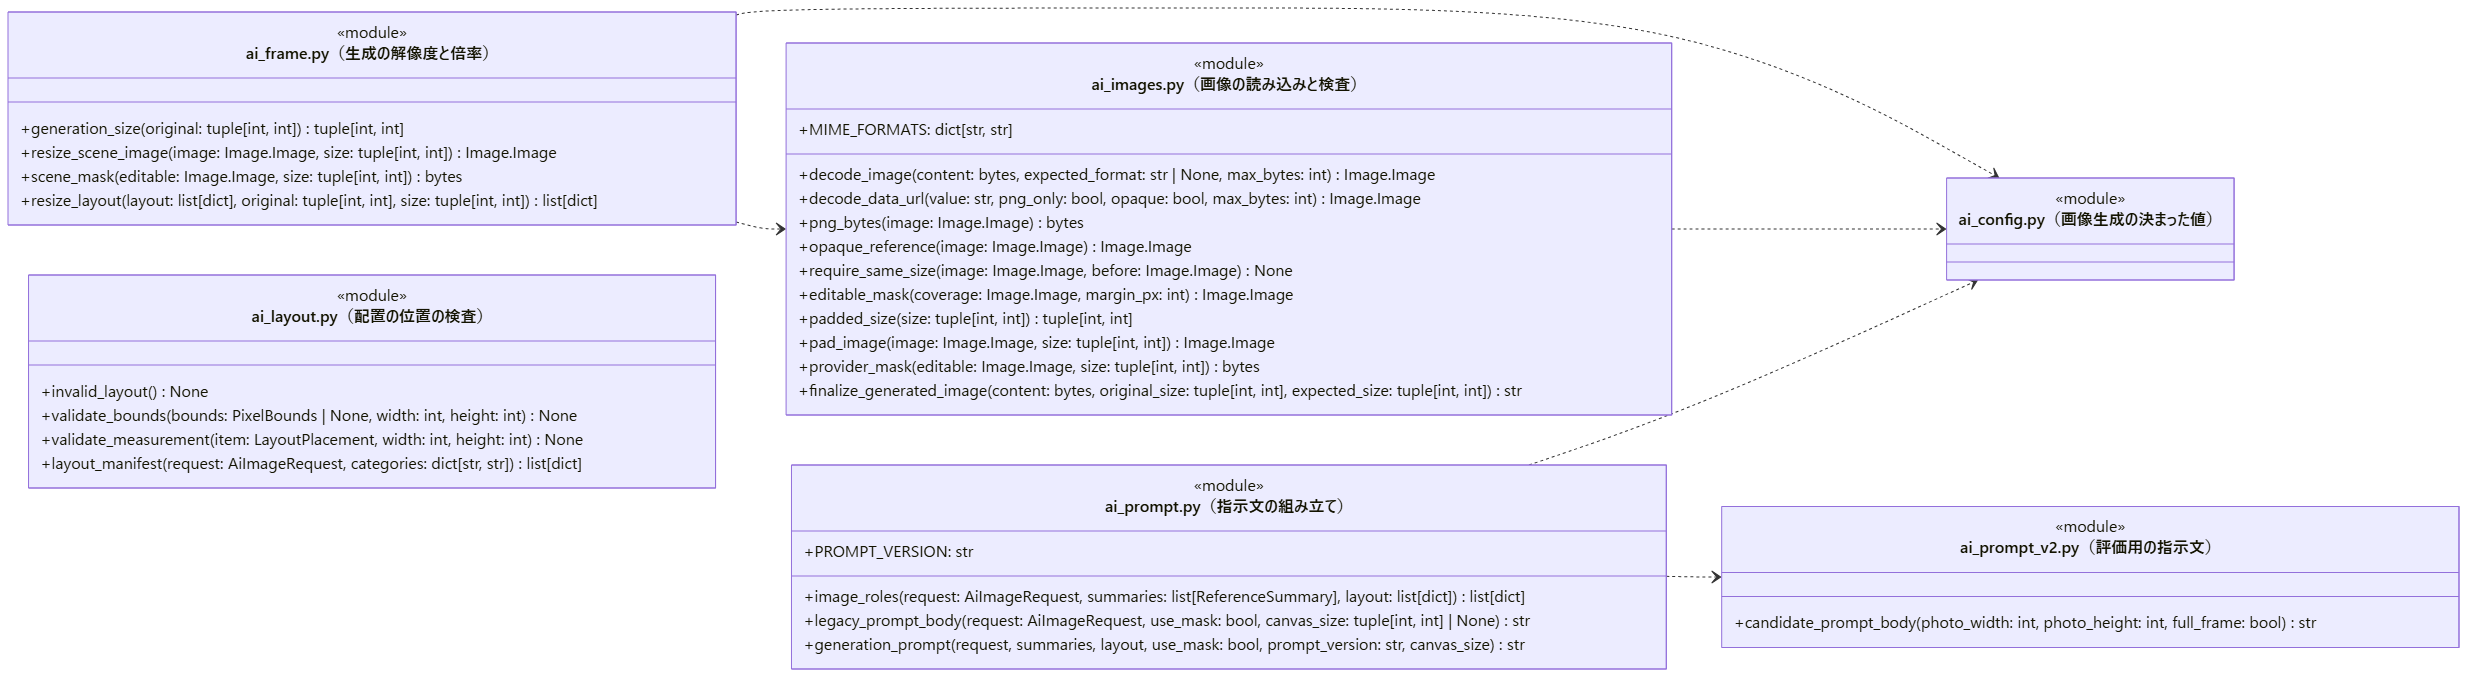 «module»
ai_frame.py（生成の解像度と倍率）
+generation_size(original: tuple[int, int]) : tuple[int, int]
+resize_scene_image(image: Image.Image, size: tuple[int, int]) : Image.Image
+scene_mask(editable: Image.Image, size: tuple[int, int]) : bytes
+resize_layout(layout: list[dict], original: tuple[int, int], size: tuple[int, int]) : list[dict]
«module»
ai_layout.py（配置の位置の検査）
+invalid_layout() : None
+validate_bounds(bounds: PixelBounds | None, width: int, height: int) : None
+validate_measurement(item: LayoutPlacement, width: int, height: int) : None
+layout_manifest(request: AiImageRequest, categories: dict[str, str]) : list[dict]
«module»
ai_images.py（画像の読み込みと検査）
+MIME_FORMATS: dict[str, str]
+decode_image(content: bytes, expected_format: str | None, max_bytes: int) : Image.Image
+decode_data_url(value: str, png_only: bool, opaque: bool, max_bytes: int) : Image.Image
+png_bytes(image: Image.Image) : bytes
+opaque_reference(image: Image.Image) : Image.Image
+require_same_size(image: Image.Image, before: Image.Image) : None
+editable_mask(coverage: Image.Image, margin_px: int) : Image.Image
+padded_size(size: tuple[int, int]) : tuple[int, int]
+pad_image(image: Image.Image, size: tuple[int, int]) : Image.Image
+provider_mask(editable: Image.Image, size: tuple[int, int]) : bytes
+finalize_generated_image(content: bytes, original_size: tuple[int, int], expected_size: tuple[int, int]) : str
«module»
ai_prompt.py（指示文の組み立て）
+PROMPT_VERSION: str
+image_roles(request: AiImageRequest, summaries: list[ReferenceSummary], layout: list[dict]) : list[dict]
+legacy_prompt_body(request: AiImageRequest, use_mask: bool, canvas_size: tuple[int, int] | None) : str
+generation_prompt(request, summaries, layout, use_mask: bool, prompt_version: str, canvas_size) : str
«module»
ai_config.py（画像生成の決まった値）
«module»
ai_prompt_v2.py（評価用の指示文）
+candidate_prompt_body(photo_width: int, photo_height: int, full_frame: bool) : str